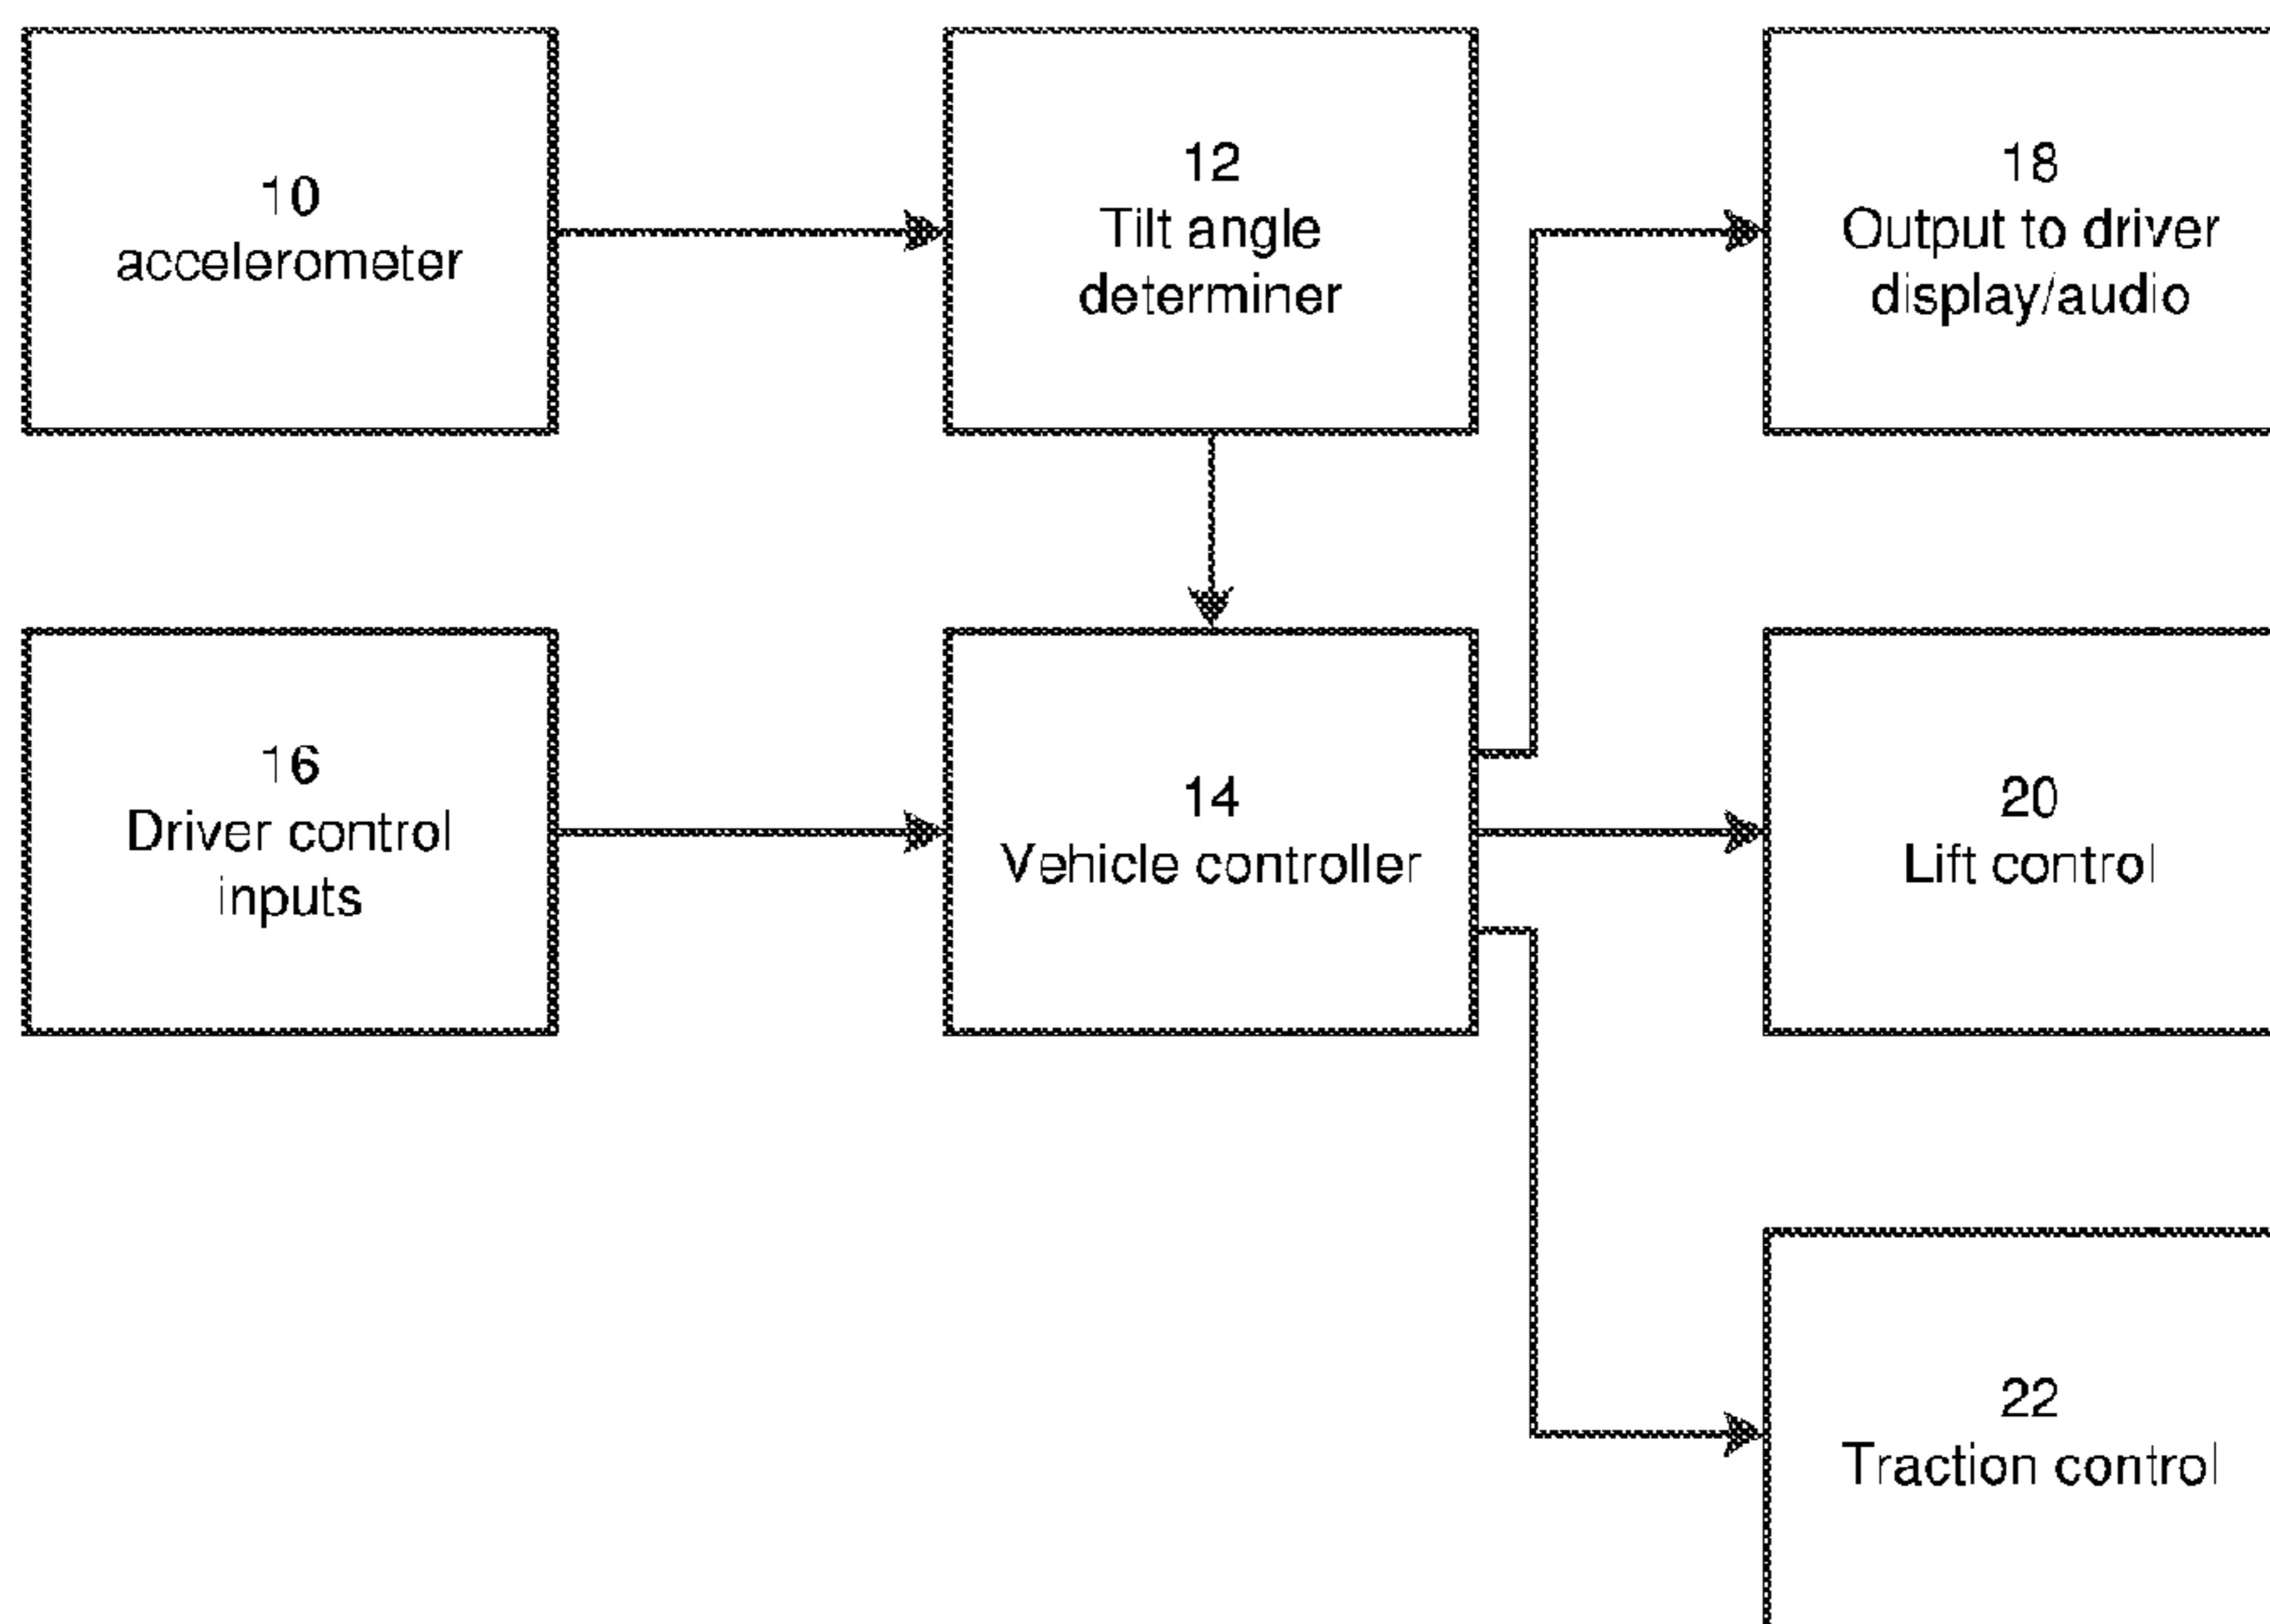 10
accelerometer
12
Tilt angle
determiner
18
Output to driver
display/audio
16
Driver control
inputs
14
Vehicle controller
20
Lift control
22
Traction control